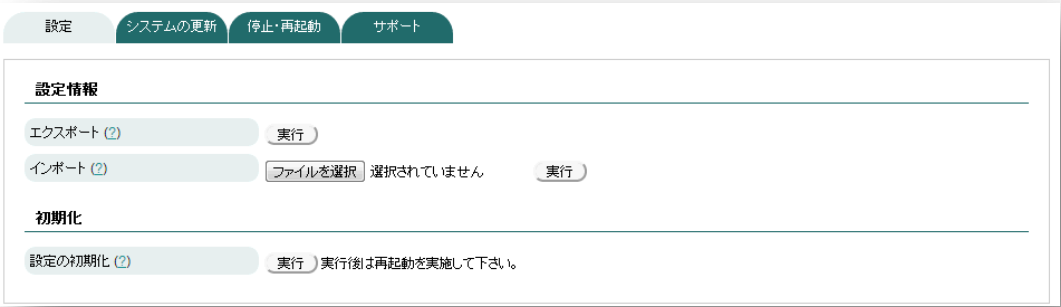 設定 システムの更新 停止・再起動 サポート
設定情報
エクスポート (?) 実行
インポート (?) ファイルを選択 選択されていません 実行
初期化
設定の初期化 (?) 実行 実行後は再起動を実施して下さい。